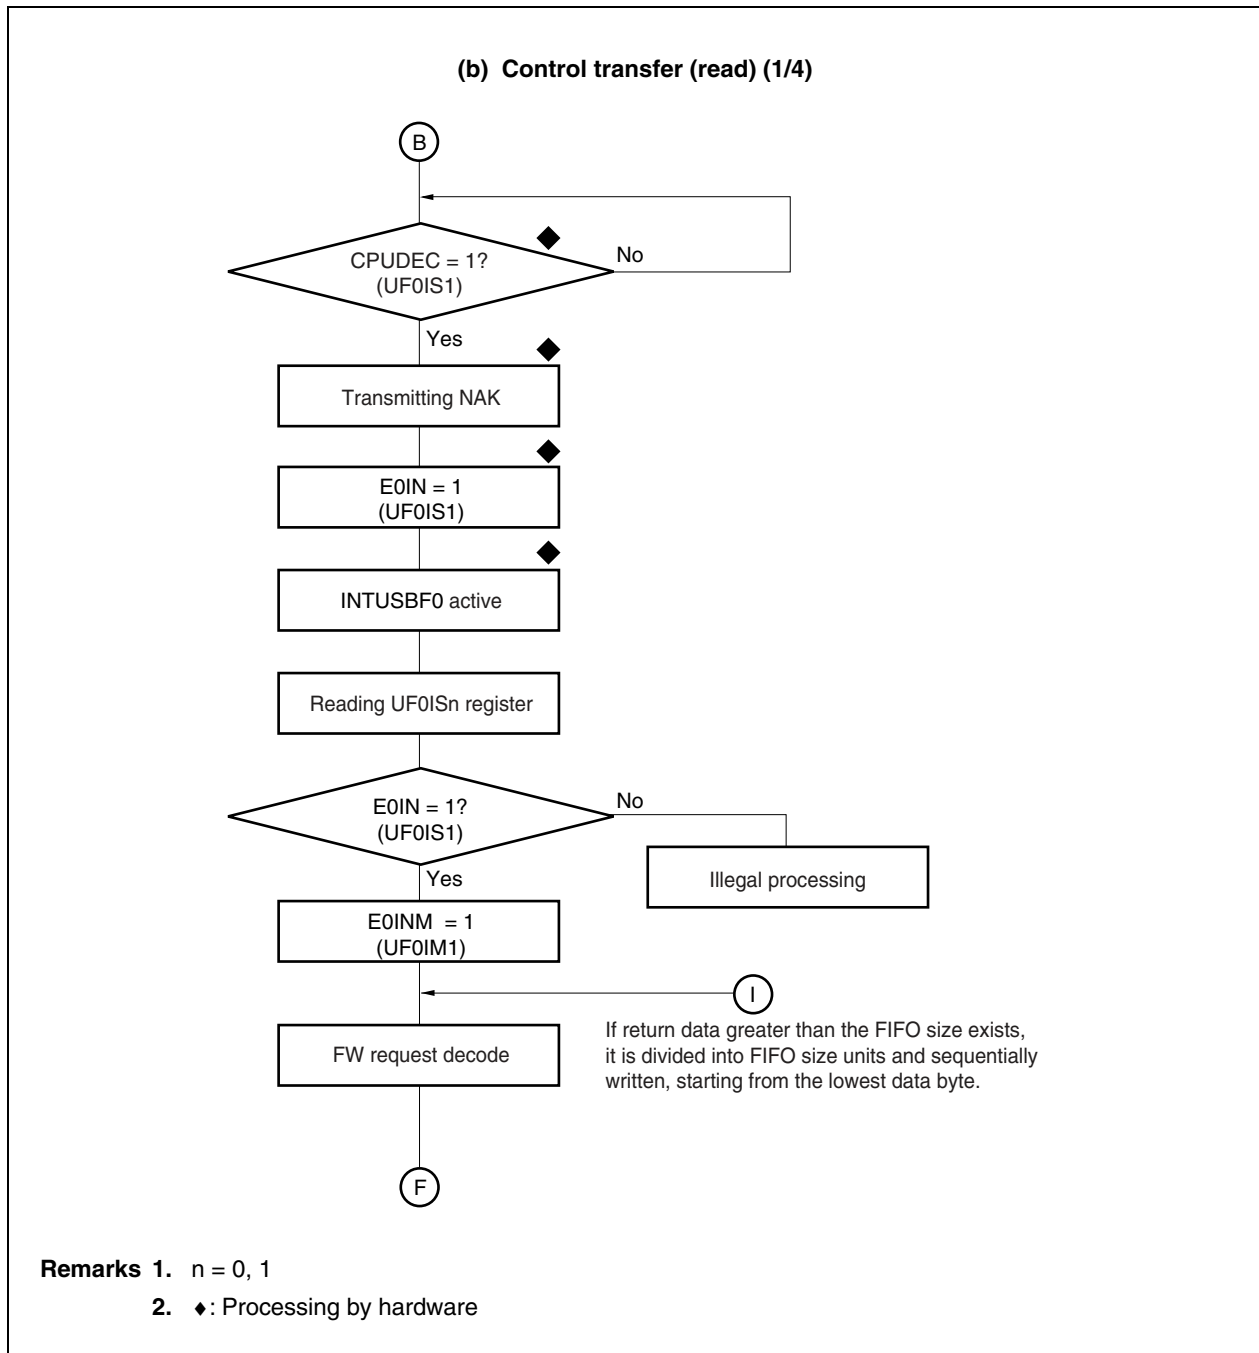 (b) Control transfer (read) (1/4)
B
CPUDEC = 1?
(UF0IS1)
No
Yes
Transmitting NAK
E0IN = 1
(UF0IS1)
INTUSBF0 active
Reading UF0ISn register
E0IN = 1?
(UF0IS1)
No
Illegal processing
Yes
E0INM = 1
(UF0IM1)
I
If return data greater than the FIFO size exists,
it is divided into FIFO size units and sequentially
written, starting from the lowest data byte.
FW request decode
F
Remarks 1. n = 0, 1
2. ♦: Processing by hardware